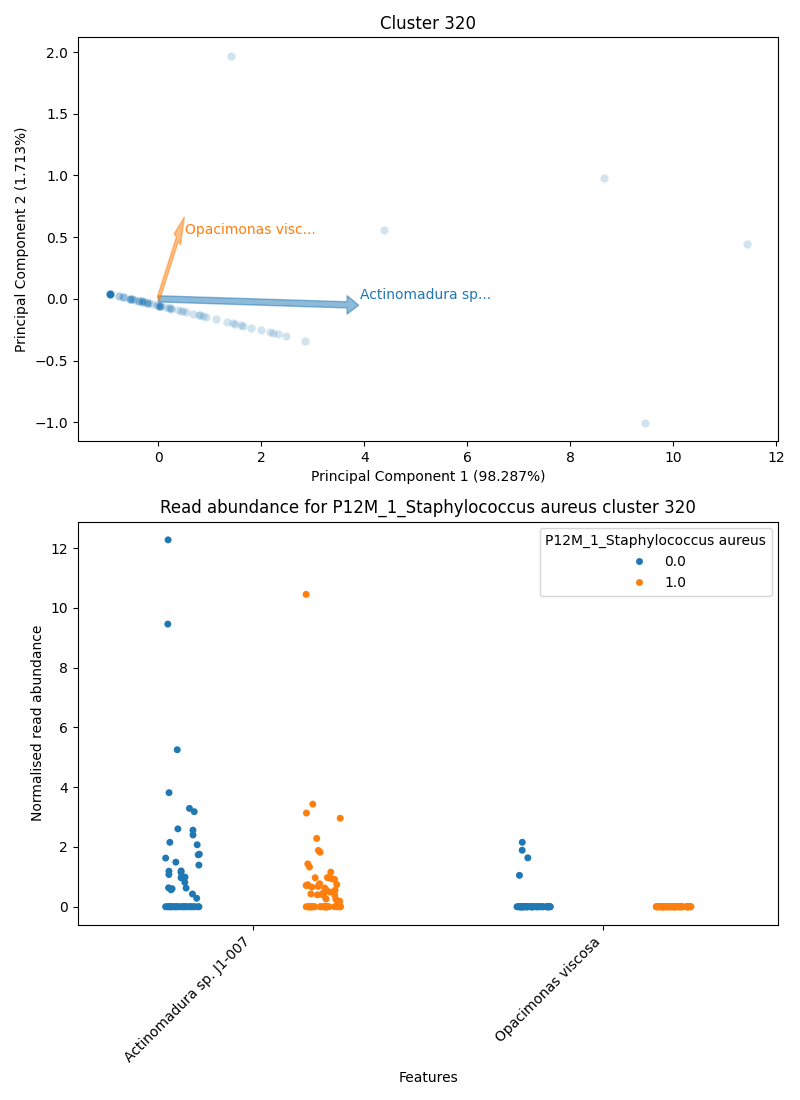 Cluster 320
2.0
1.5
1.0
0.5
0.0
−0.5
−1.0
Principal Component 2 (1.713%)
Opacimonas visc...
Actinomadura sp...
0
2
4
6
8
10
12
Principal Component 1 (98.287%)
Read abundance for P12M_1_Staphylococcus aureus cluster 320
12
10
8
6
4
2
0
Normalised read abundance
P12M_1_Staphylococcus aureus
0.0
1.0
Actinomadura sp. J1-007
Opacimonas viscosa
Features